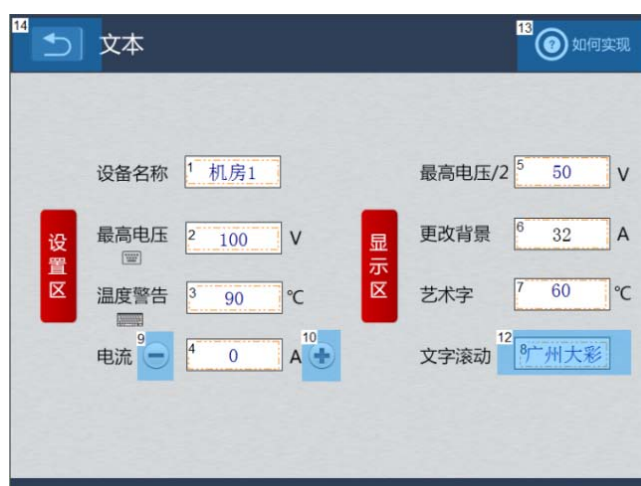 14 文本 13 如何实现
设备名称 1 机房1
最高电压/2 5 50 V
设置区
最高电压 2 100 V
显示区
更改背景 6 32 A
温度警告 3 90 ℃
艺术字 7 60 ℃
电流 9 4 0 A 10
文字滚动 12 8 广州大彩